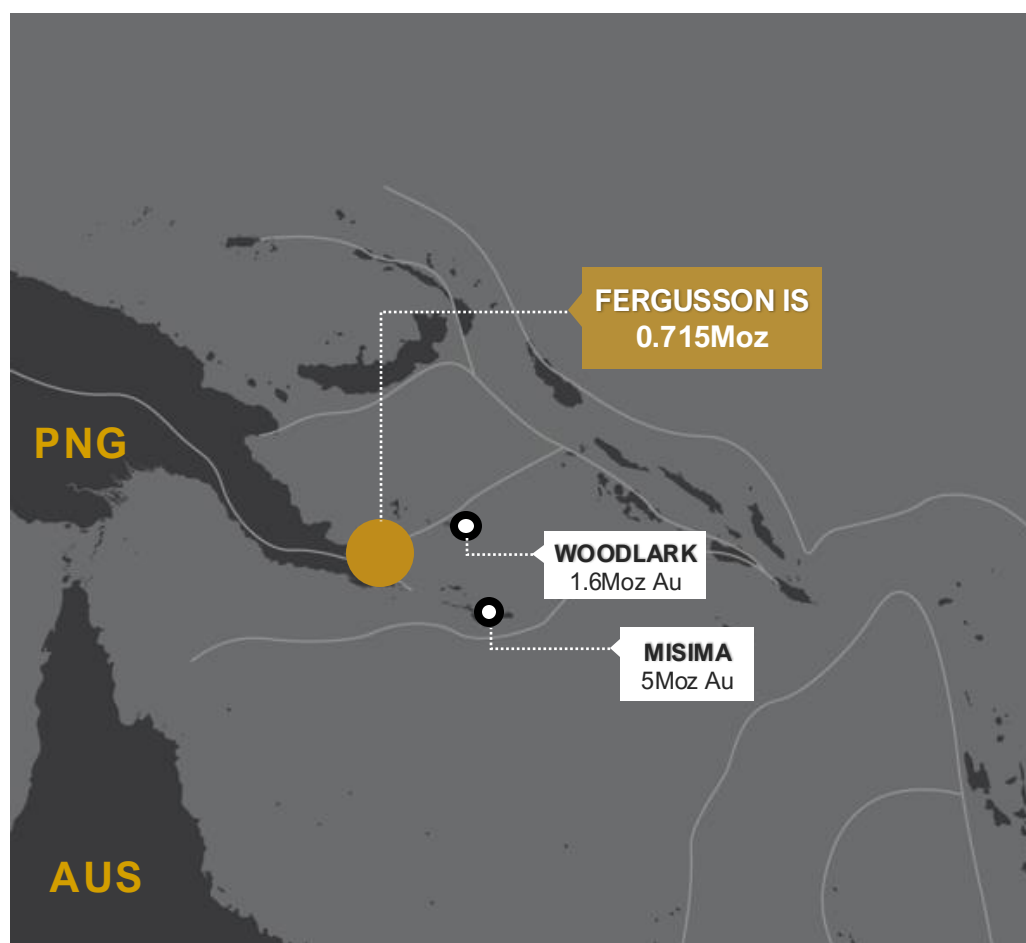 FERGUSSON IS
0.715Moz
PNG
WOODLARK
1.6Moz Au
MISIMA
5Moz Au
AUS